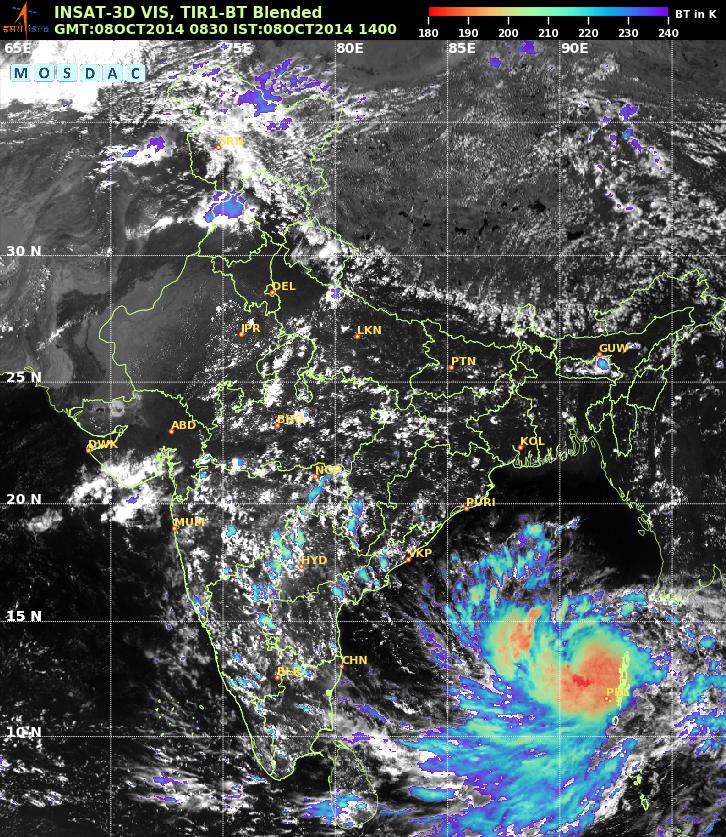 INSAT-3D VIS, TIR1-BT Blended
GMT:08OCT2014 0830 IST:08OCT2014 1400
BT in K
180 190 200 210 220 230 240
65E 75E 80E 85E 90E
MOSDAC
SRN
30 N
DEL
JPR
LKN
GUW
PTN
25 N
ABD
BHP
KOL
DWK
NGP
20 N
PURI
MUM
VKP
HYD
15 N
CHN
BLR
PBL
10 N